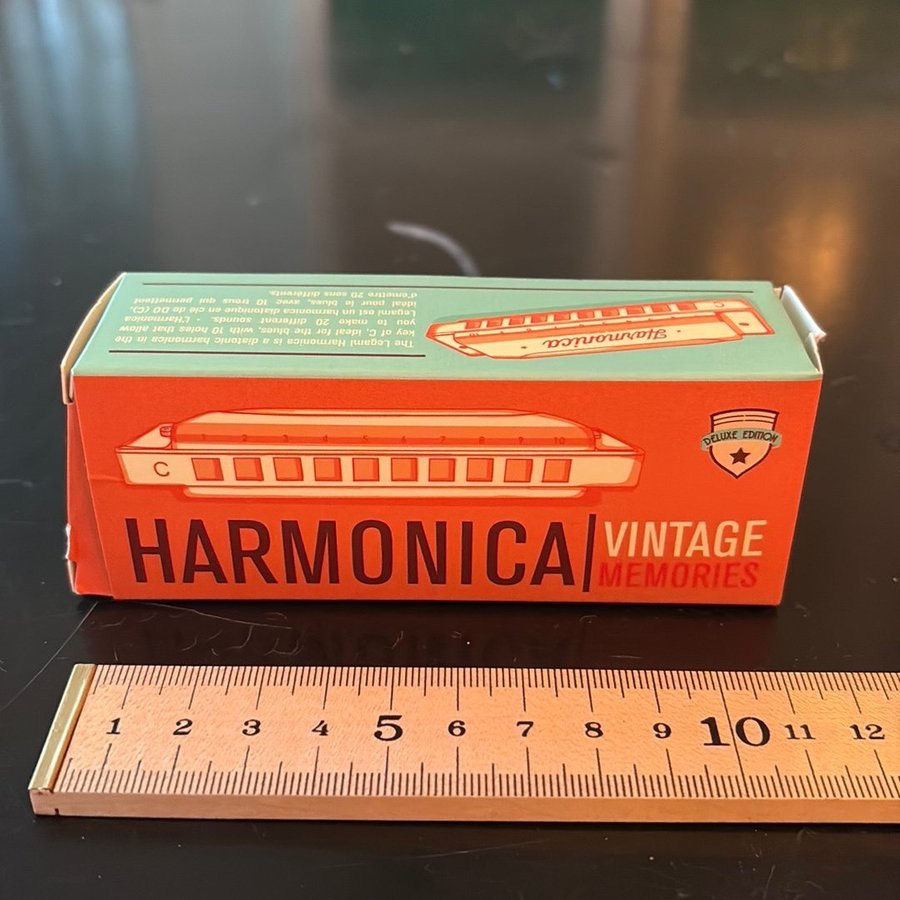 The Legami Harmonica is a diatonic harmonica in the
key of C, ideal for the blues, with 10 holes that allow
you to make 20 different sounds. - L'Harmonica
Legami est un harmonica diatonique en clé de DO (C),
idéal pour le blues, avec 10 trous qui permettent
d'émettre 20 sons différents.
Harmonica
C
1 2 3 4 5 6 7 8 9 10
C
DELUXE EDITION
HARMONICA
VINTAGE
MEMORIES
1 2 3 4 5 6 7 8 9 10 11 12